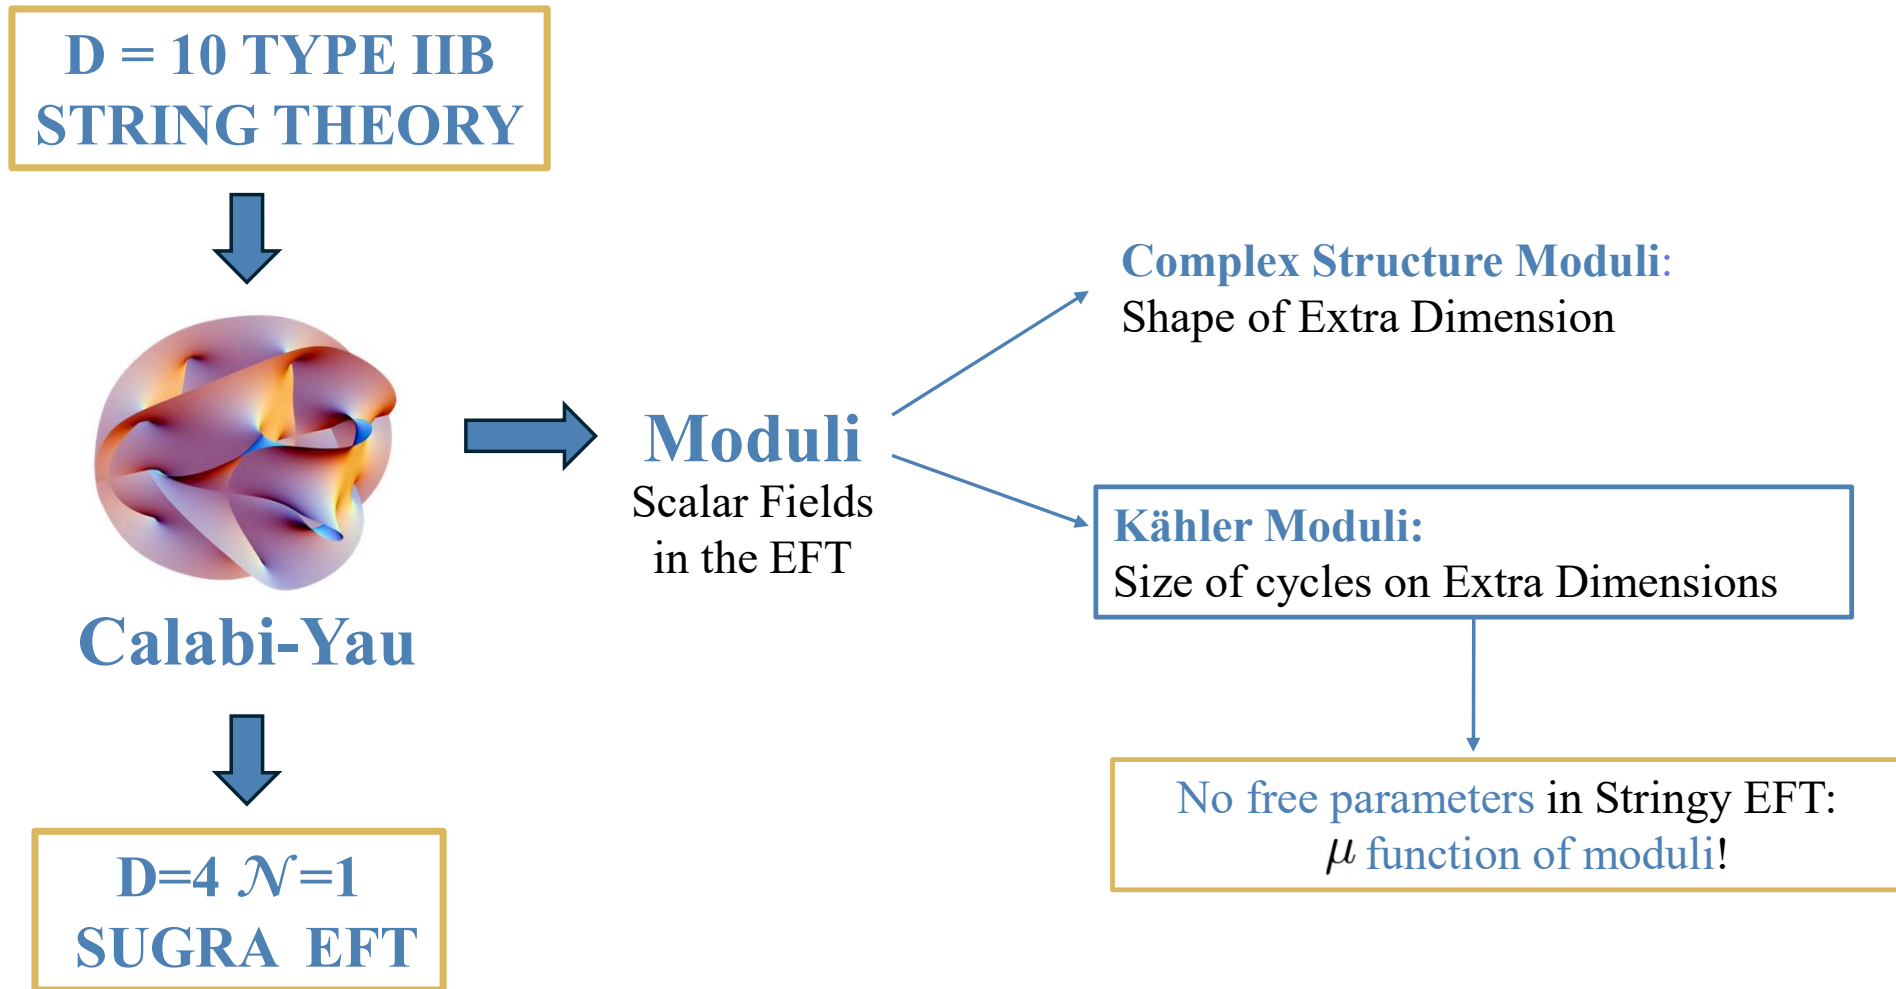 D = 10 TYPE IIB
STRING THEORY
Calabi-Yau
D=4 𝒩=1
SUGRA EFT
Moduli
Scalar Fields
in the EFT
Complex Structure Moduli:
Shape of Extra Dimension
Kähler Moduli:
Size of cycles on Extra Dimensions
No free parameters in Stringy EFT:
μ function of moduli!